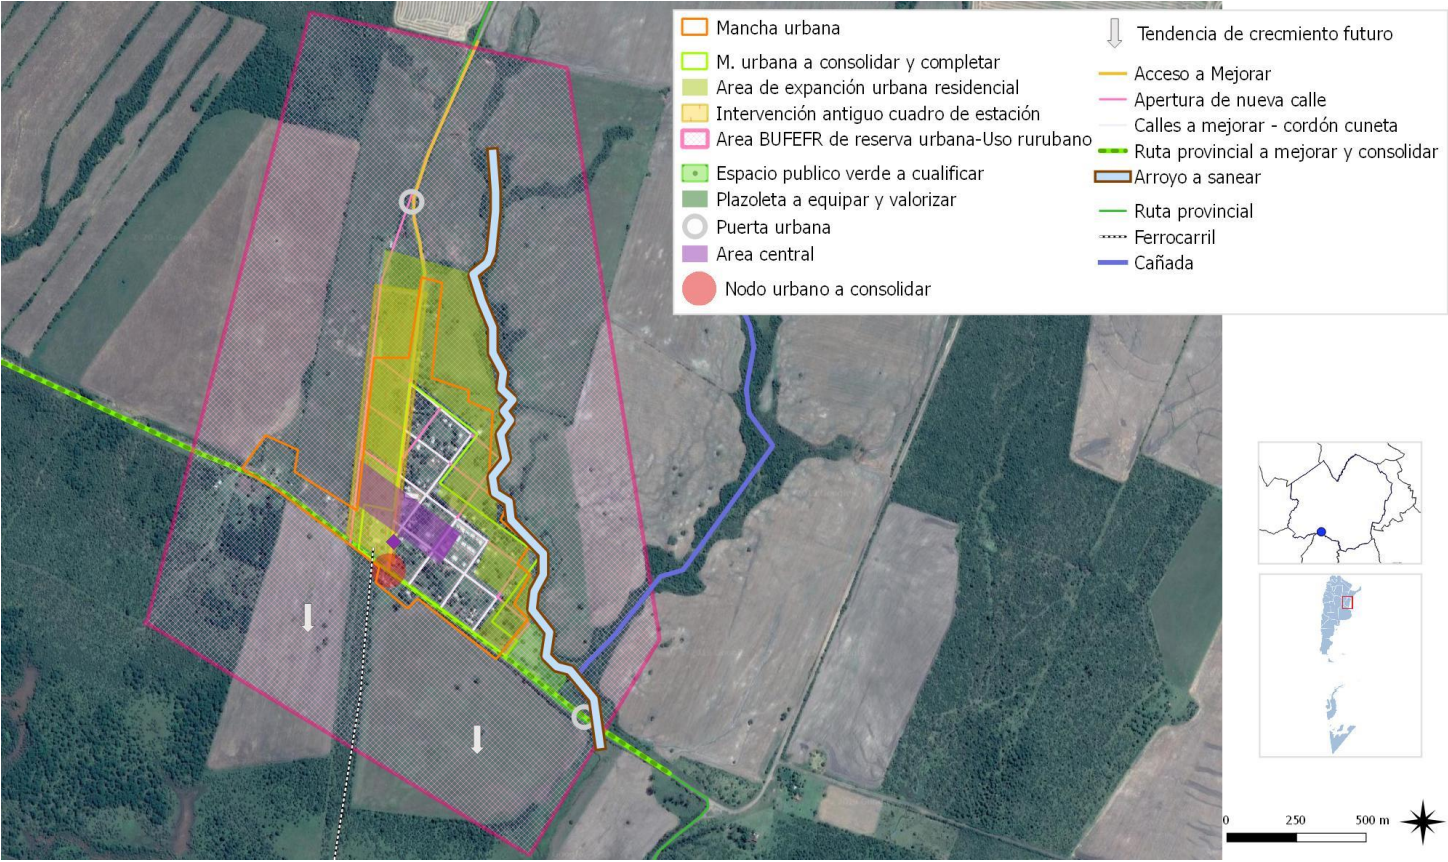 Mancha urbana
M. urbana a consolidar y completar
Area de expanción urbana residencial
Intervención antiguo cuadro de estación
Area BUFEFR de reserva urbana-Uso rurubano
Espacio publico verde a cualificar
Plazoleta a equipar y valorizar
Puerta urbana
Area central
Nodo urbano a consolidar
Tendencia de crecmiento futuro
Acceso a Mejorar
Apertura de nueva calle
Calles a mejorar - cordón cuneta
Ruta provincial a mejorar y consolidar
Arroyo a sanear
Ruta provincial
Ferrocarril
Cañada
0 250 500 m